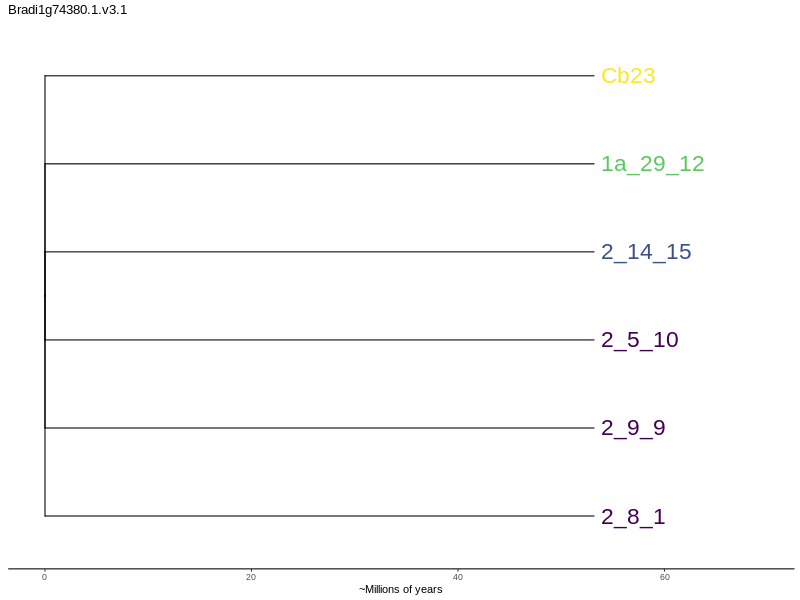 Bradi1g74380.1.v3.1
Cb23
1a_29_12
2_14_15
2_5_10
2_9_9
2_8_1
0 20 40 60
~Millions of years